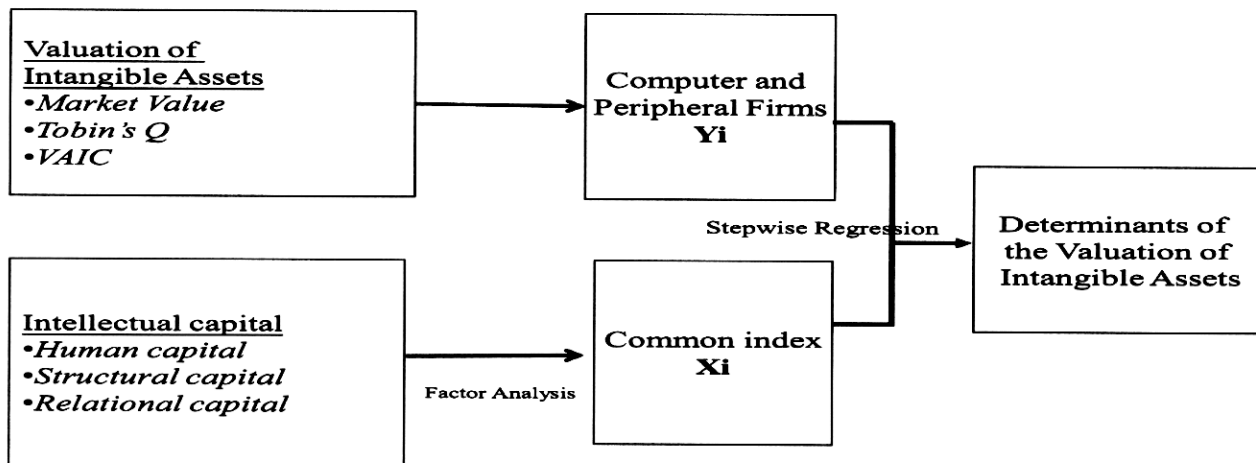 Valuation of
Intangible Assets
•Market Value
•Tobin's Q
•VAIC
Computer and
Peripheral Firms
Yi
Stepwise Regression
Determinants of
the Valuation of
Intangible Assets
Intellectual capital
•Human capital
•Structural capital
•Relational capital
Factor Analysis
Common index
Xi